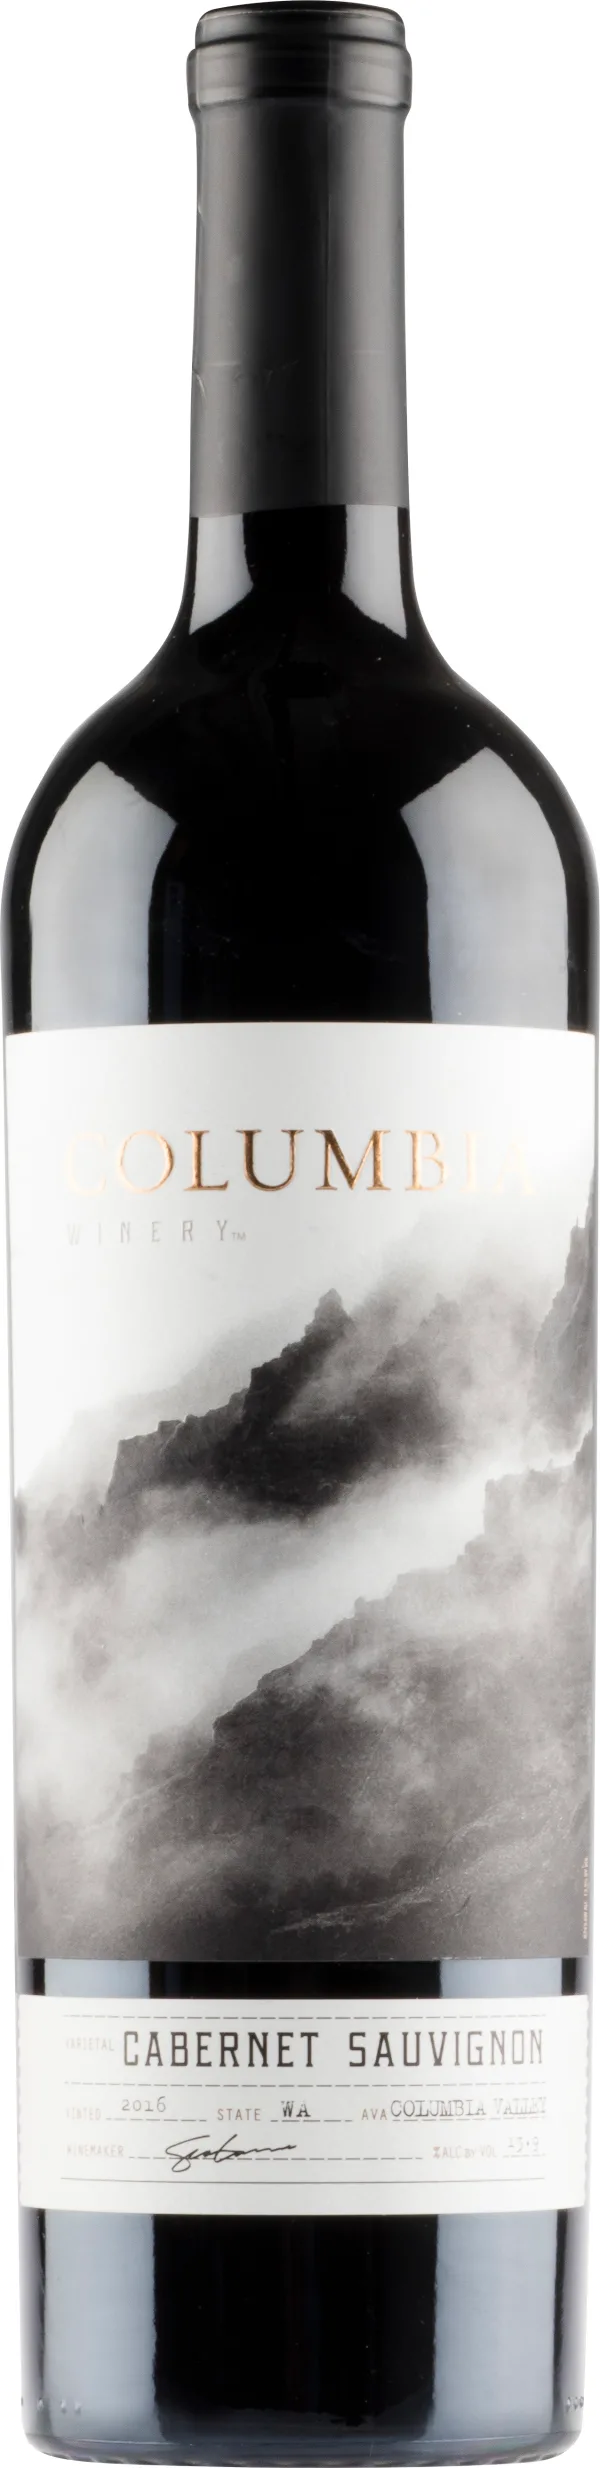 COLUMBIA
WINERY™
VARIETAL CABERNET SAUVIGNON
VINTED 2016 STATE WA AVA COLUMBIA VALLEY
WINEMAKER % ALC BY VOL